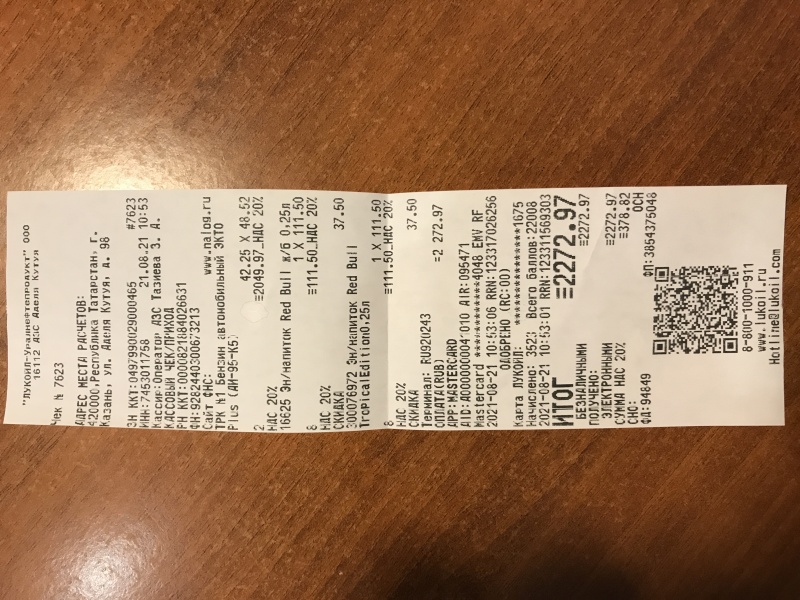 "ЛУКОЙЛ-Уралнефтепродукт" ООО
16112 АЗС Аделя Кутуя
Чек № 7623
АДРЕС МЕСТА РАСЧЕТОВ:
420000,Республика Татарстан, г.
Казань, ул. Аделя Кутуя, д. 98
ЗН ККТ:0497990029000465 #7623
ИНН:7453011758 21.08.21 10:53
Кассир:Оператор АЗС Тазиева З. А.
КАССОВЫЙ ЧЕК/ПРИХОД
РН ККТ:0000821884026631
ФН:9282440300673213
Сайт ФНС: www.nalog.ru
ТРК №1 Бензин автомобильный ЭКТО
Plus (АИ-95-К5)
42.25 X 48.52
2 ≡2049.97_НДС 20%
НДС 20%
16625 Эн/напиток Red Bull ж/б 0,25л
1 X 111.50
8 ≡111.50_НДС 20%
НДС 20%
СКИДКА 37.50
300076972 Эн/напиток Red Bull
TropicalEdition0,25л
1 X 111.50
8 ≡111.50_НДС 20%
НДС 20%
СКИДКА 37.50
Терминал: RU920243
ОПЛАТА(RUB) =2 272.97
APP:MASTERCARD
AID:A0000000041010 AIR:095471
Mastercard ************4048 EMV RF
2021-08-21 10:53:06 RRN:123317026256
ОДОБРЕНО (RC:00)
Карта ЛУКОЙЛ: ***************1675
Начислено: 3523 Всего Баллов:22008
2021-08-21 10:53:01 RRN:123311569303
ИТОГ ≡2272.97
БЕЗНАЛИЧНЫМИ ≡2272.97
ПОЛУЧЕНО:
ЭЛЕКТРОННЫМИ ≡2272.97
СУММА НДС 20% ≡378.82
СНО: ОСН
ФД:94649 ФП:3854375048
8-800-1000-911
www.lukoil.ru
Hotline@lukoil.com